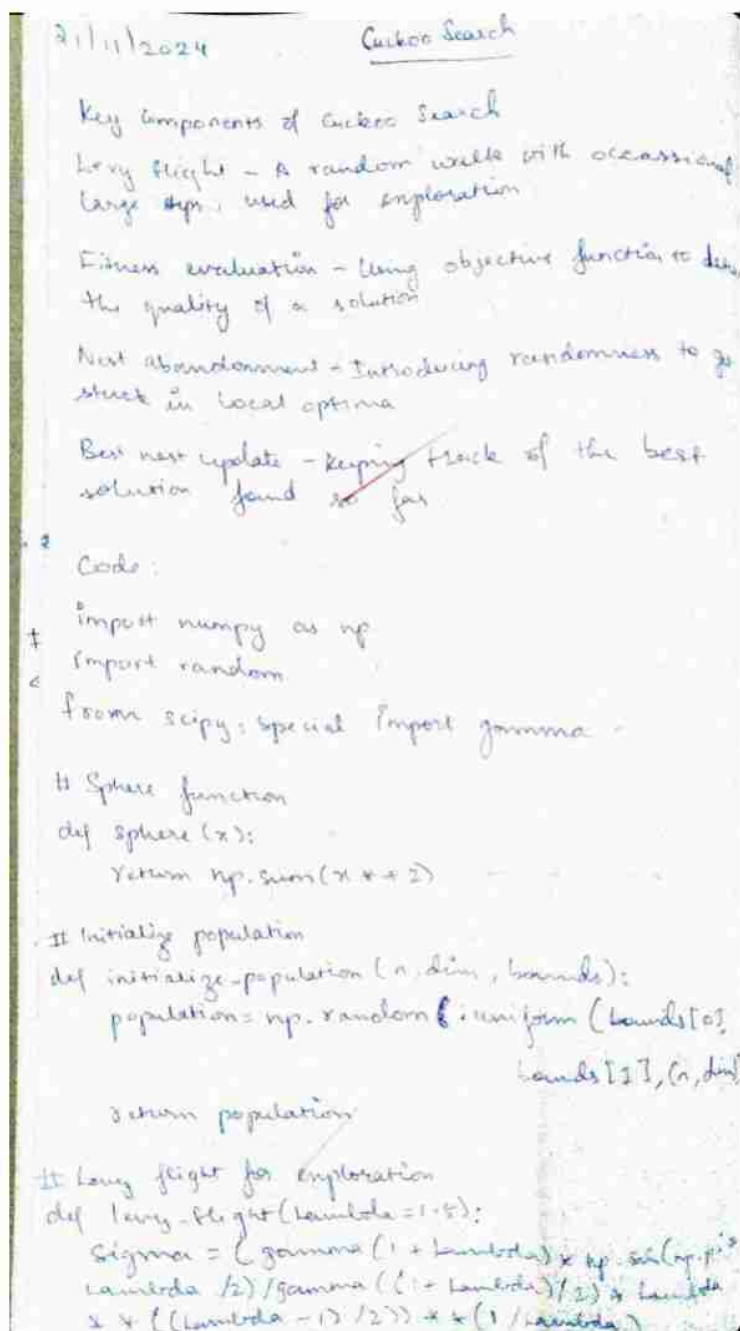 21/11/2024
Cuckoo Search
Key Components of Cuckoo Search
Levy flight - A random walk with occassional
large steps, used for exploration
Fitness evaluation - Using objective function to
the quality of a solution
Nest abandonment - Introducing randomness to
stuck in local optima
Best nest update - Keeping track of the best
solution found so far
Code:
import numpy as np
import random
from scipy.special import gamma
# Sphere function
def sphere(x):
return np.sum(x**2)
# Initialize population
def initialize_population(n, dim, bounds):
population = np.random.uniform(bounds[0],
bounds[1], (n, dim)
return population
# Levy flight for exploration
def levy_flight(Lambda=1.5):
sigma = (gamma(1 + Lambda) * np.sin(np.pi *
Lambda /2) / gamma((1 + Lambda)/2) * Lambda
* * ((Lambda - 1) /2)) * * (1 / Lambda)